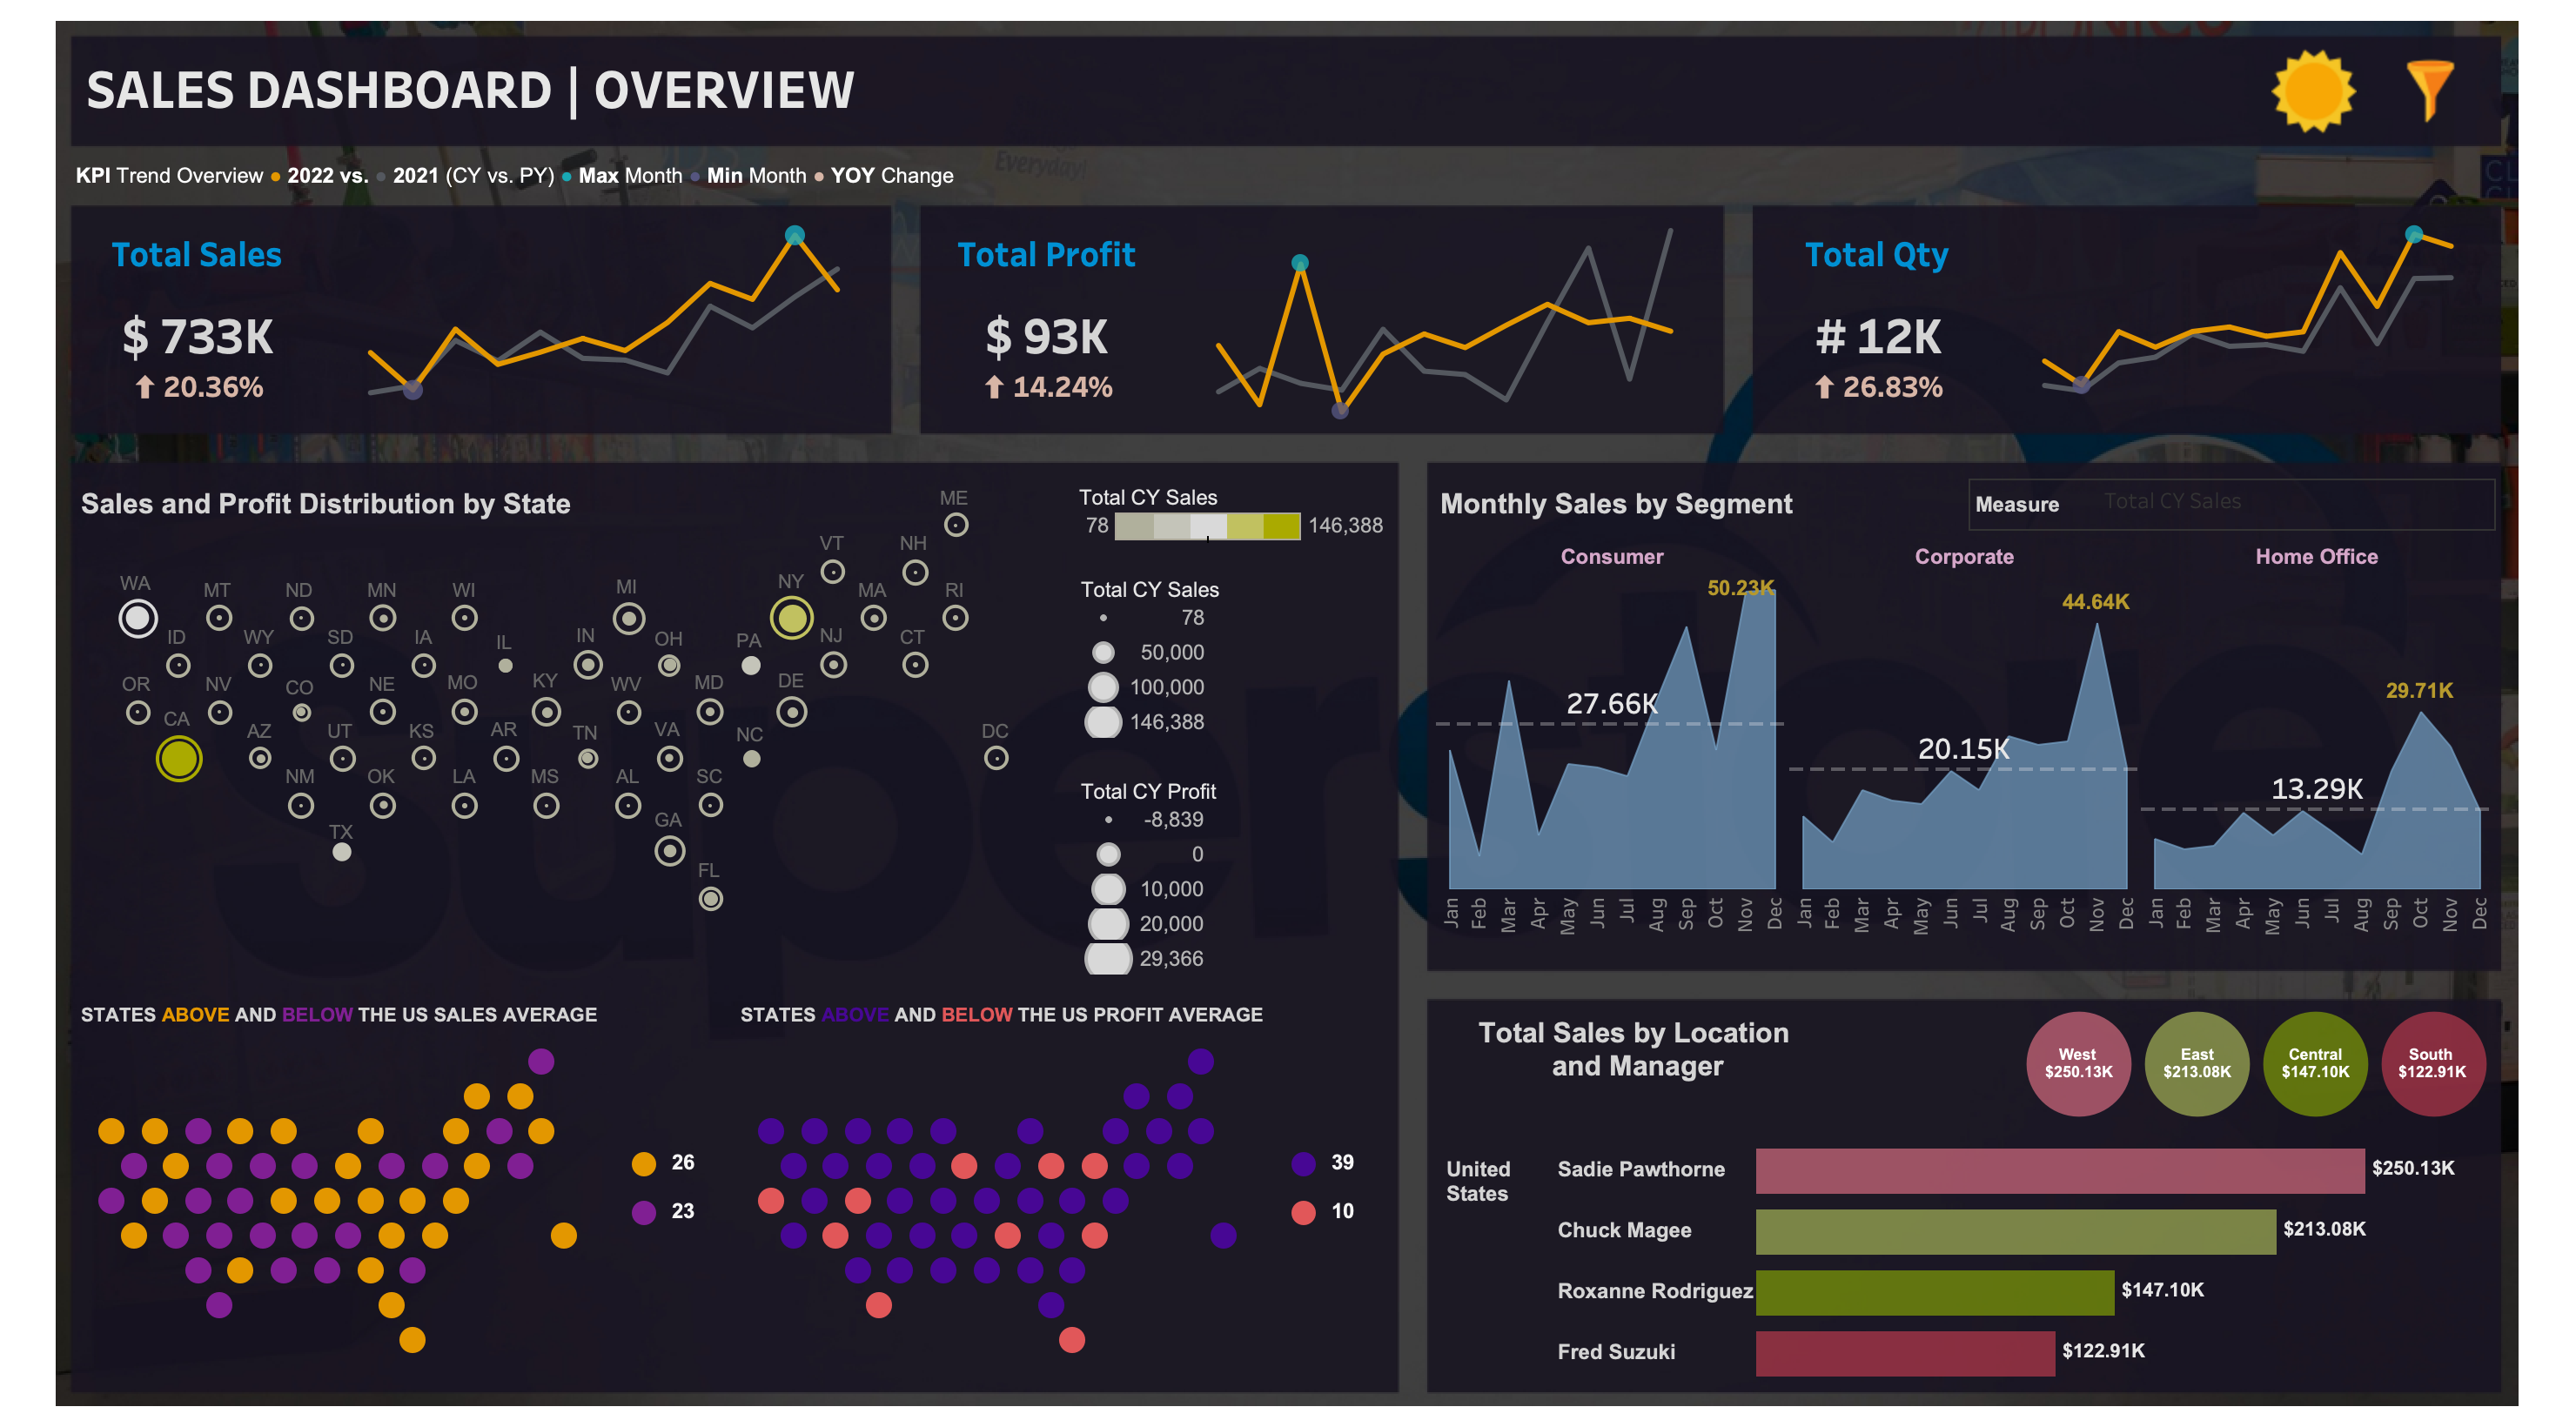 SALES DASHBOARD | OVERVIEW
KPI Trend Overview ● 2022 vs. ● 2021 (CY vs. PY) ● Max Month ● Min Month ● YOY Change
Total Sales
$ 733K
⬆ 20.36%
Total Profit
$ 93K
⬆ 14.24%
Total Qty
# 12K
⬆ 26.83%
Sales and Profit Distribution by State
ME
VT NH
WA MT ND MN WI MI NY MA RI
ID WY SD IA IL IN OH PA NJ CT
OR NV CO NE MO KY WV MD DE
CA AZ UT KS AR TN VA NC DC
NM OK LA MS AL SC
TX GA
FL
Total CY Sales
78 146,388
Total CY Sales
78
50,000
100,000
146,388
Total CY Profit
-8,839
0
10,000
20,000
29,366
STATES ABOVE AND BELOW THE US SALES AVERAGE
26
23
STATES ABOVE AND BELOW THE US PROFIT AVERAGE
39
10
Monthly Sales by Segment
Measure Total CY Sales
Consumer Corporate Home Office
50.23K
44.64K
29.71K
27.66K
20.15K
13.29K
Jan Feb Mar Apr May Jun Jul Aug Sep Oct Nov Dec Jan Feb Mar Apr May Jun Jul Aug Sep Oct Nov Dec Jan Feb Mar Apr May Jun Jul Aug Sep Oct Nov Dec
Total Sales by Location
and Manager
West
$250.13K
East
$213.08K
Central
$147.10K
South
$122.91K
United
States
Sadie Pawthorne $250.13K
Chuck Magee $213.08K
Roxanne Rodriguez $147.10K
Fred Suzuki $122.91K
Everyday!
Superstore